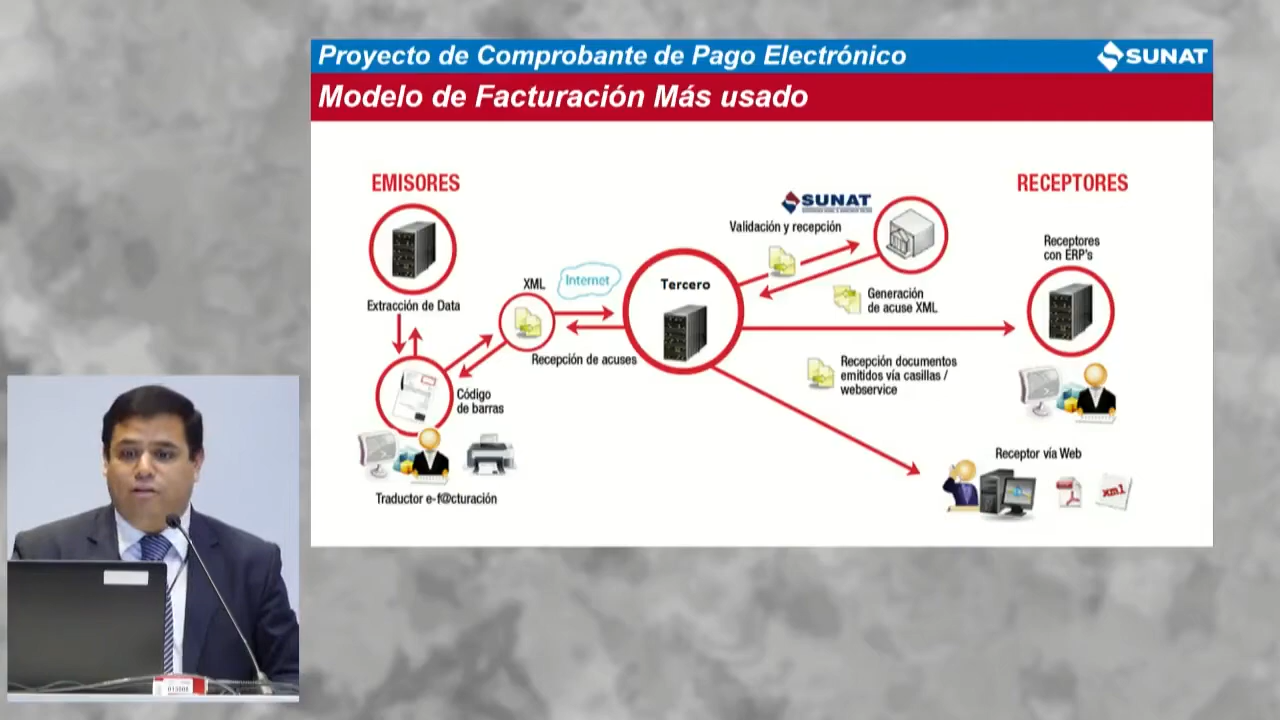 Proyecto de Comprobante de Pago Electrónico
SUNAT
Modelo de Facturación Más usado
EMISORES
RECEPTORES
SUNAT
Validación y recepción
Receptores
con ERP's
XML
Internet
Tercero
Extracción de Data
Generación
de acuse XML
Recepción de acuses
Recepción documentos
emitidos vía casillas /
webservice
Código
de barras
Receptor vía Web
xml
Traductor e-f@cturación